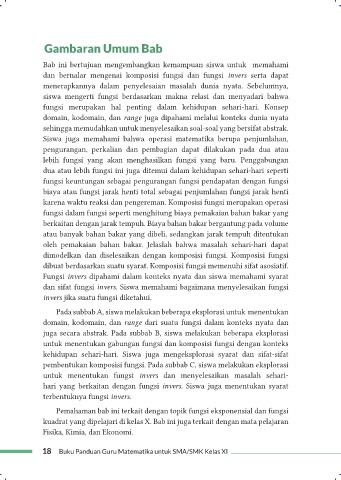 Gambaran Umum Bab
Bab ini bertujuan mengembangkan kemampuan siswa untuk memahami
dan bernalar mengenai komposisi fungsi dan fungsi invers serta dapat
menerapkannya dalam penyelesaian masalah dunia nyata. Sebelumnya,
siswa mengerti fungsi berdasarkan makna relasi dan menyadari bahwa
fungsi merupakan hal penting dalam kehidupan sehari-hari. Konsep
domain, kodomain, dan range juga dipahami melalui konteks dunia nyata
sehingga memudahkan untuk menyelesaikan soal-soal yang bersifat abstrak.
Siswa juga memahami bahwa operasi matematika berupa penjumlahan,
pengurangan, perkalian dan pembagian dapat dilakukan pada dua atau
lebih fungsi yang akan menghasilkan fungsi yang baru. Penggabungan
dua atau lebih fungsi ini juga ditemui dalam kehidupan sehari-hari seperti
fungsi keuntungan sebagai pengurangan fungsi pendapatan dengan fungsi
biaya atau fungsi jarak henti total sebagai penjumlahan fungsi jarak henti
karena waktu reaksi dan pengereman. Komposisi fungsi merupakan operasi
fungsi dalam fungsi seperti menghitung biaya pemakaian bahan bakar yang
berkaitan dengan jarak tempuh. Biaya bahan bakar bergantung pada volume
atau banyak bahan bakar yang dibeli, sedangkan jarak tempuh ditentukan
oleh pemakaian bahan bakar. Jelaslah bahwa masalah sehari-hari dapat
dimodelkan dan diselesaikan dengan komposisi fungsi. Komposisi fungsi
dibuat berdasarkan suatu syarat. Komposisi fungsi memenuhi sifat asosiatif.
Fungsi invers dipahami dalam konteks nyata dan siswa memahami syarat
dan sifat fungsi invers. Siswa memahami bagaimana menyelesaikan fungsi
invers jika suatu fungsi diketahui.
Pada subbab A, siswa melakukan beberapa eksplorasi untuk menentukan
domain, kodomain, dan range dari suatu fungsi dalam konteks nyata dan
juga secara abstrak. Pada subbab B, siswa melakukan beberapa eksplorasi
untuk menentukan gabungan fungsi dan komposisi fungsi dengan konteks
kehidupan sehari-hari. Siswa juga mengeksplorasi syarat dan sifat-sifat
pembentukan komposisi fungsi. Pada subbab C, siswa melakukan eksplorasi
untuk menentukan fungsi invers dan menyelesaikan masalah sehari-
hari yang berkaitan dengan fungsi invers. Siswa juga menentukan syarat
terbentuknya fungsi invers.
Pemahaman bab ini terkait dengan topik fungsi eksponensial dan fungsi
kuadrat yang dipelajari di kelas X. Bab ini juga terkait dengan mata pelajaran
Fisika, Kimia, dan Ekonomi.
18 Buku Panduan Guru Matematika untuk SMA/SMK Kelas XI